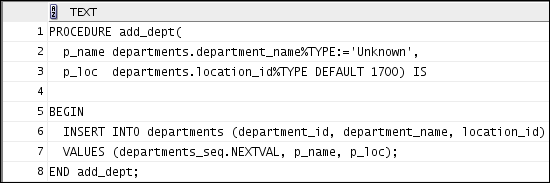 TEXT
1 PROCEDURE add_dept(
2 p_name departments.department_name%TYPE:='Unknown',
3 p_loc departments.location_id%TYPE DEFAULT 1700) IS
4
5 BEGIN
6 INSERT INTO departments (department_id, department_name, location_id)
7 VALUES (departments_seq.NEXTVAL, p_name, p_loc);
8 END add_dept;